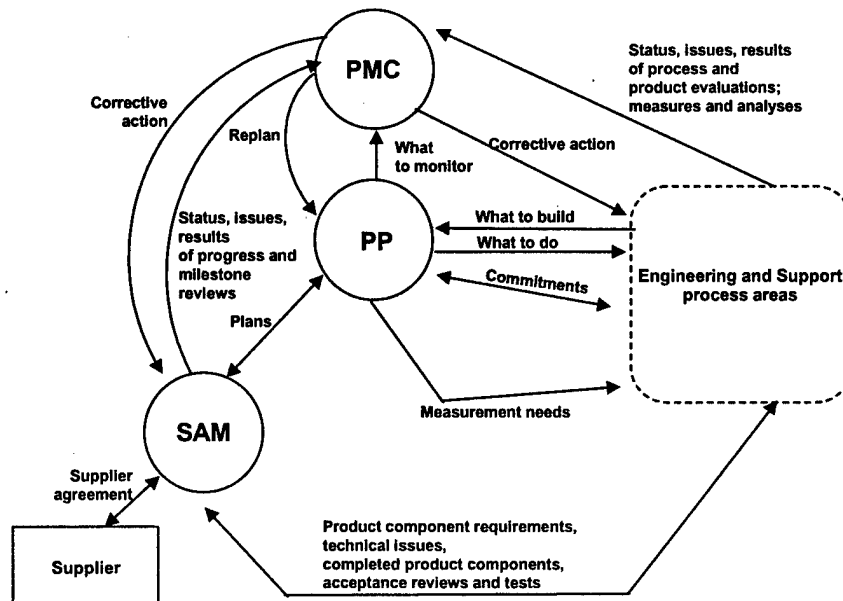 PMC
Status, issues, results
of process and
product evaluations;
measures and analyses
Corrective
action
Replan
What
to monitor
Corrective action
Status, issues,
results
of progress and
milestone
reviews
PP
What to build
What to do
Commitments
Engineering and Support
process areas
Plans
Measurement needs
SAM
Supplier
agreement
Supplier
Product component requirements,
technical issues,
completed product components,
acceptance reviews and tests